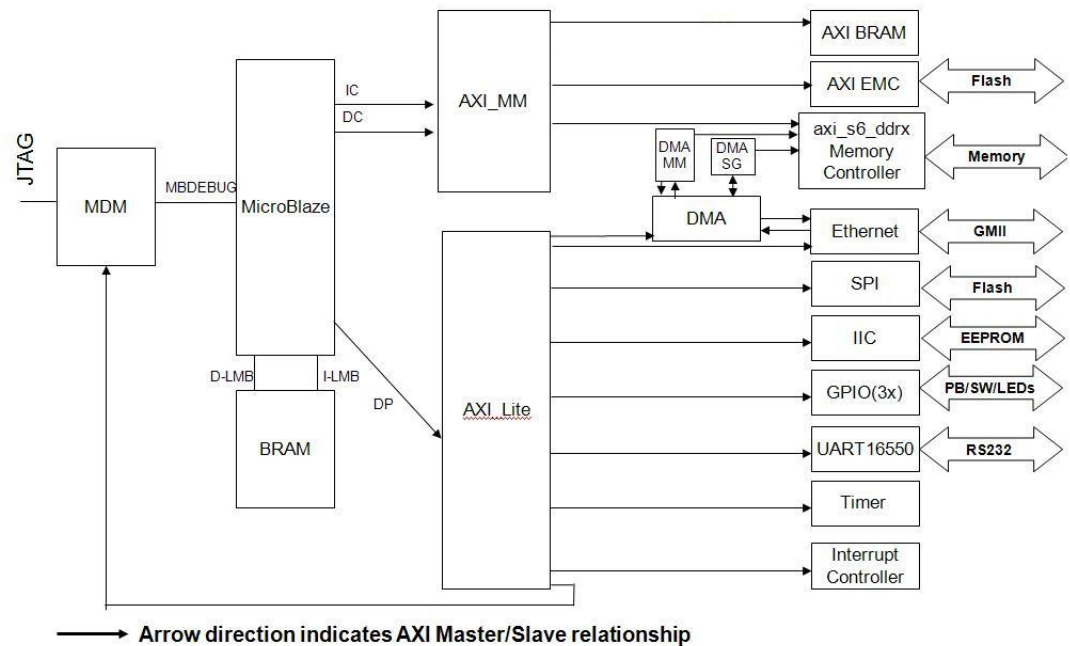 JTAG
MDM
MBDEBUG
MicroBlaze
IC
DC
D-LMB
I-LMB
BRAM
DP
AXI_MM
AXI_Lite
DMA
MM
DMA
SG
DMA
AXI BRAM
AXI EMC
Flash
axi_s6_ddrx
Memory
Controller
Memory
Ethernet
GMII
SPI
Flash
IIC
EEPROM
GPIO(3x)
PB/SW/LEDs
UART16550
RS232
Timer
Interrupt
Controller
Arrow direction indicates AXI Master/Slave relationship